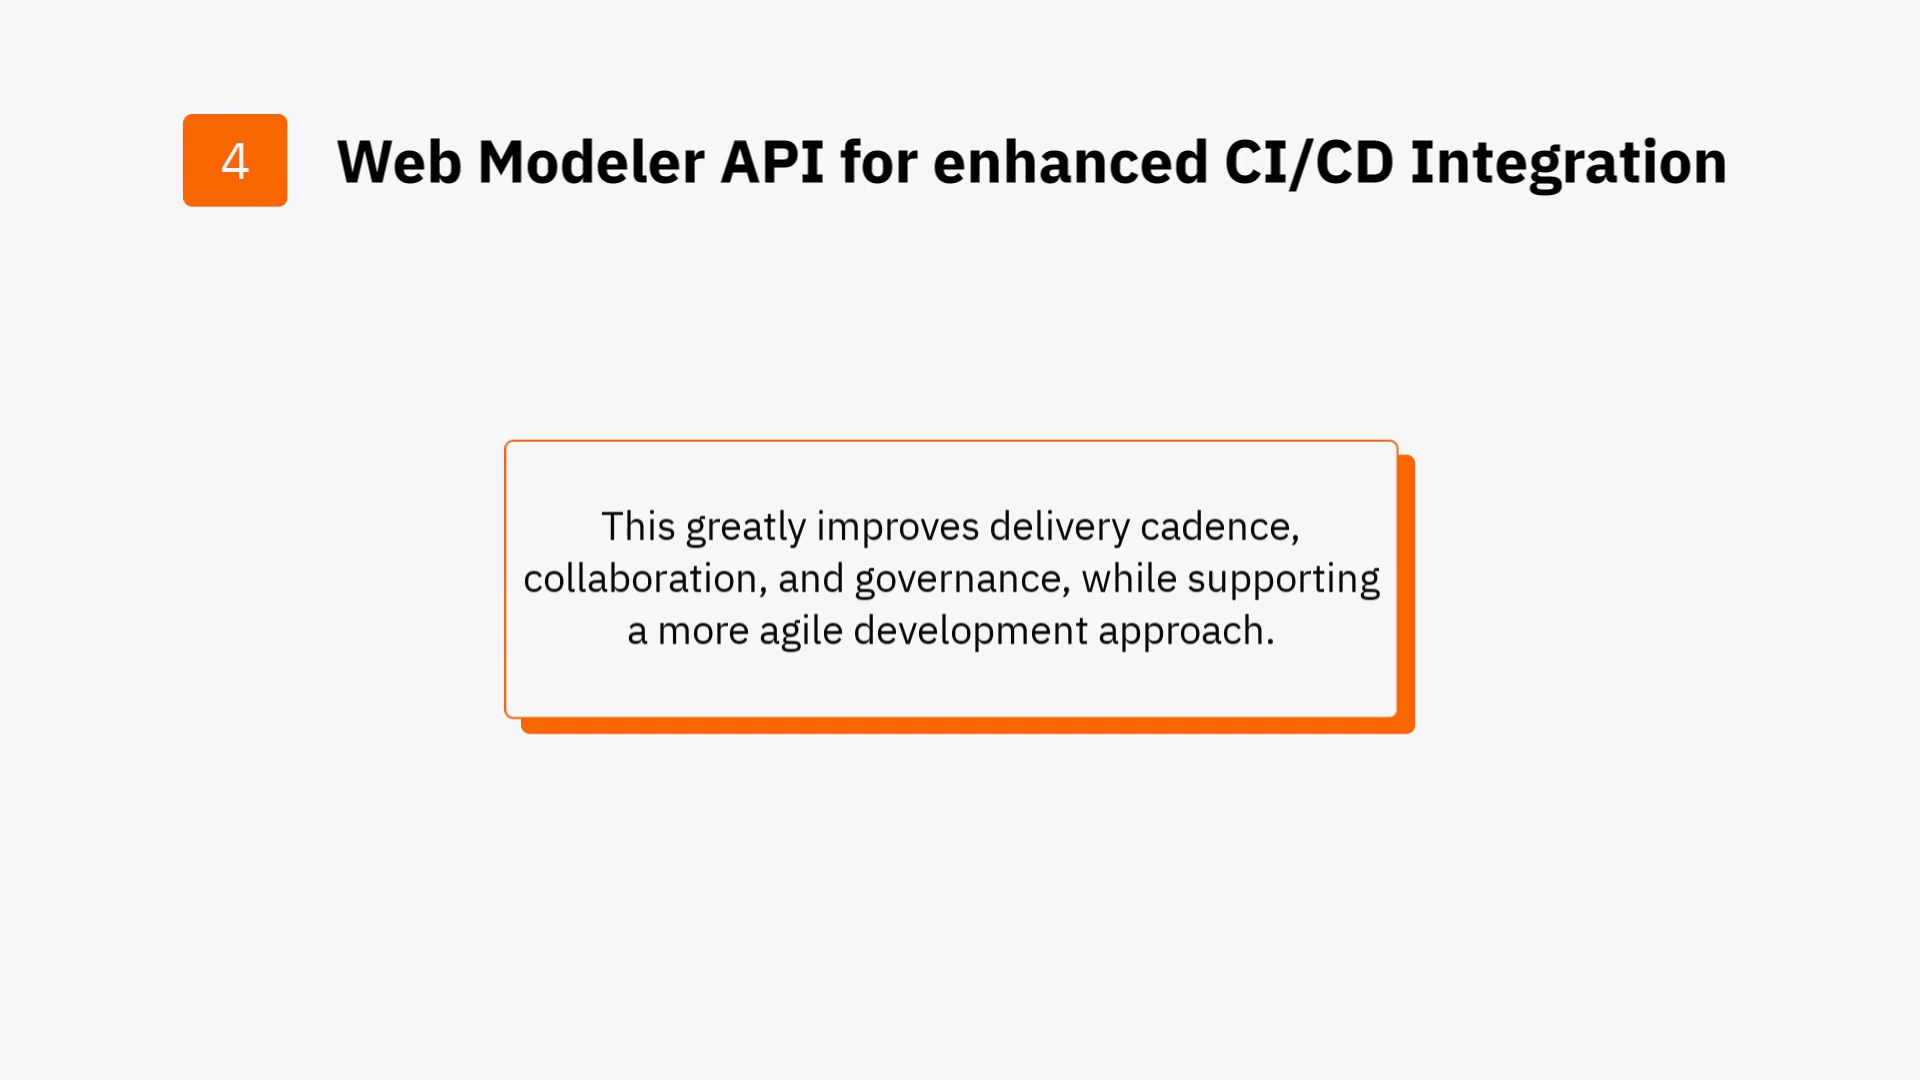 4
Web Modeler API for enhanced CI/CD Integration
This greatly improves delivery cadence,
collaboration, and governance, while supporting
a more agile development approach.